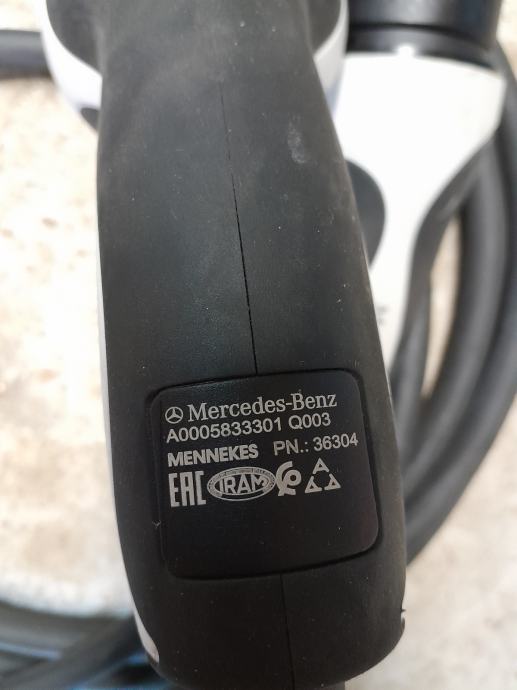 Mercedes-Benz
A0005833301 Q003
MENNEKES PN.: 36304
EAC IRAM